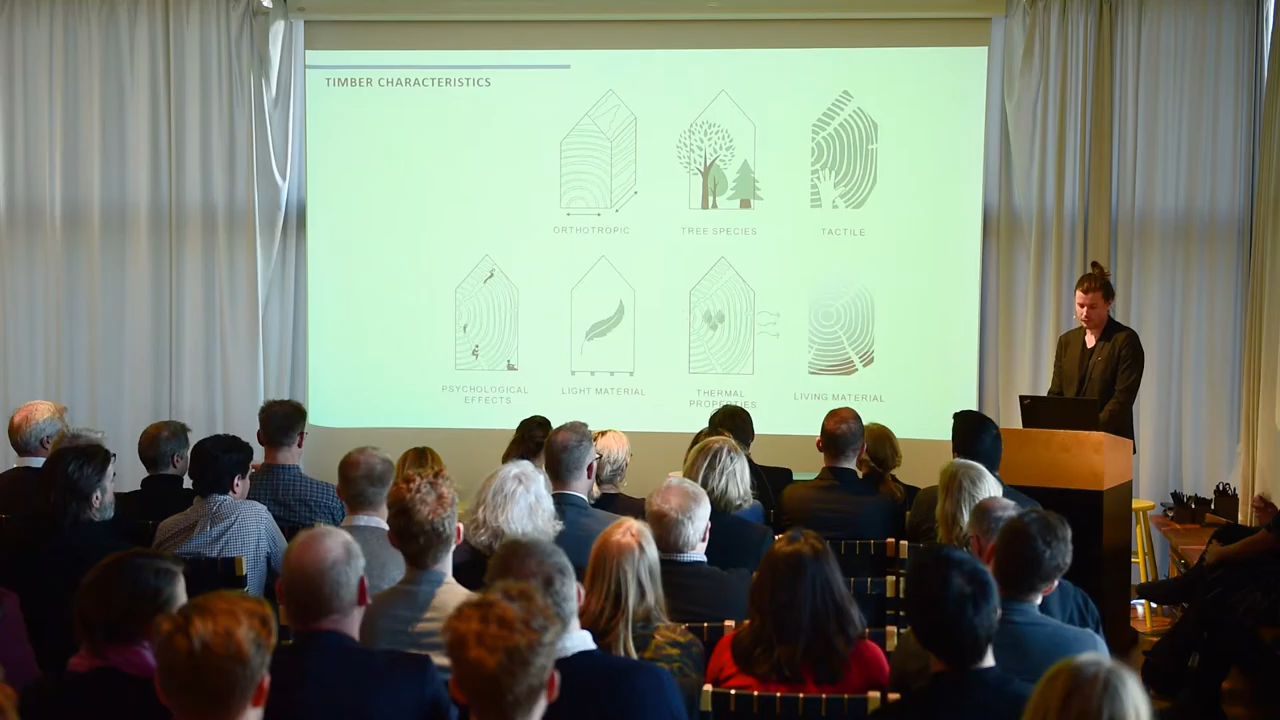 TIMBER CHARACTERISTICS
ORTHOTROPIC
TREE SPECIES
TACTILE
PSYCHOLOGICAL
EFFECTS
LIGHT MATERIAL
THERMAL
PROPERTIES
LIVING MATERIAL